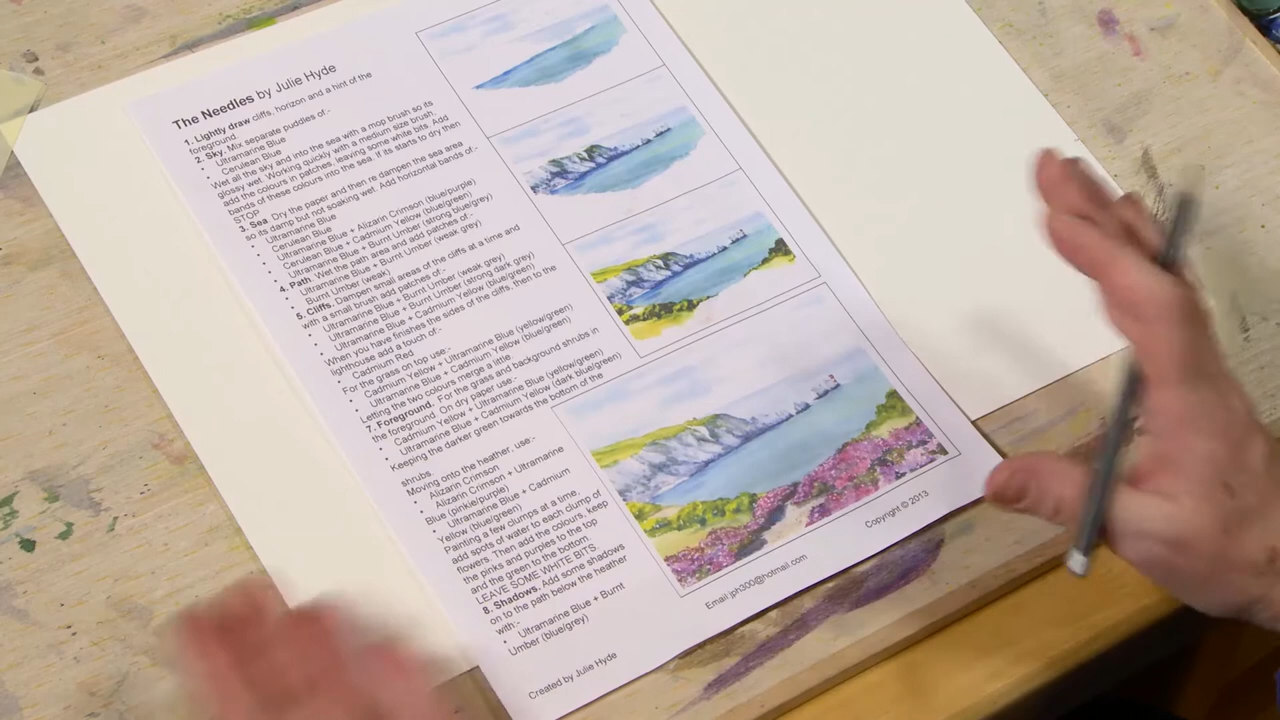 The Needles by Julie Hyde
1. Lightly draw cliffs, horizon and a hint of the
foreground.
2. Sky. Mix separate puddles of:-
• Ultramarine Blue
• Cerulean Blue
Wet all the sky and into the sea with a mop brush so its
glossy wet. Working quickly with a medium size brush,
add the colours in patches, leaving some white bits. Add
bands of these colours into the sea. If its starts to dry then
STOP
3. Sea. Dry the paper and then re dampen the sea area
so its damp but not soaking wet. Add horizontal bands of:-
• Ultramarine Blue
• Cerulean Blue
• Ultramarine Blue + Alizarin Crimson (blue/purple)
• Cerulean Blue + Cadmium Yellow (blue/green)
• Ultramarine Blue + Burnt Umber (strong blue/grey)
4. Path. Wet the path area and add patches of:-
• Ultramarine Blue + Burnt Umber (weak grey)
• Burnt Umber (weak)
5. Cliffs. Dampen small areas of the cliffs at a time and
with a small brush add patches of:-
• Ultramarine Blue + Burnt Umber (weak grey)
• Ultramarine Blue + Burnt Umber (strong dark grey)
• Ultramarine Blue + Cadmium Yellow (blue/green)
When you have finishes the sides of the cliffs, then to the
lighthouse add a touch of:-
• Cadmium Red
For the grass on top use:-
• Cadmium Yellow + Ultramarine Blue (yellow/green)
• Ultramarine Blue + Cadmium Yellow (blue/green)
Letting the two colours merge a little.
7. Foreground. For the grass and background shrubs in
the foreground. On dry paper use:-
• Cadmium Yellow + Ultramarine Blue (yellow/green)
• Ultramarine Blue + Cadmium Yellow (dark blue/green)
Keeping the darker green towards the bottom of the
shrubs.
Moving onto the heather, use:-
• Alizarin Crimson
• Alizarin Crimson + Ultramarine
Blue (pinkie/purple)
• Ultramarine Blue + Cadmium
Yellow (blue/green)
Painting a few clumps at a time,
add spots of water to each clump of
flowers. Then add the colours, keep
the pinks and purples to the top
and the green to the bottom.
LEAVE SOME WHITE BITS.
8. Shadows. Add some shadows
on to the path below the heather
with:-
• Ultramarine Blue + Burnt
Umber (blue/grey)
Created by Julie Hyde
Email:jph300@hotmail.com
Copyright © 2013